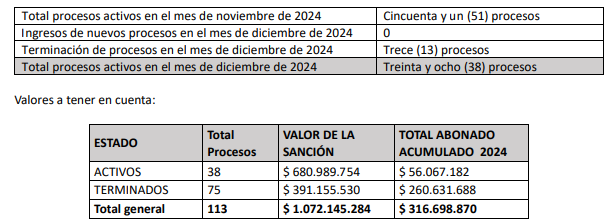 Total procesos activos en el mes de noviembre de 2024 Cincuenta y un (51) procesos
Ingresos de nuevos procesos en el mes de diciembre de 2024 0
Terminación de procesos en el mes de diciembre de 2024 Trece (13) procesos
Total procesos activos en el mes de diciembre de 2024 Treinta y ocho (38) procesos
Valores a tener en cuenta:
ESTADO Total Procesos VALOR DE LA SANCIÓN TOTAL ABONADO ACUMULADO 2024
ACTIVOS 38 $ 680.989.754 $ 56.067.182
TERMINADOS 75 $ 391.155.530 $ 260.631.688
Total general 113 $ 1.072.145.284 $ 316.698.870